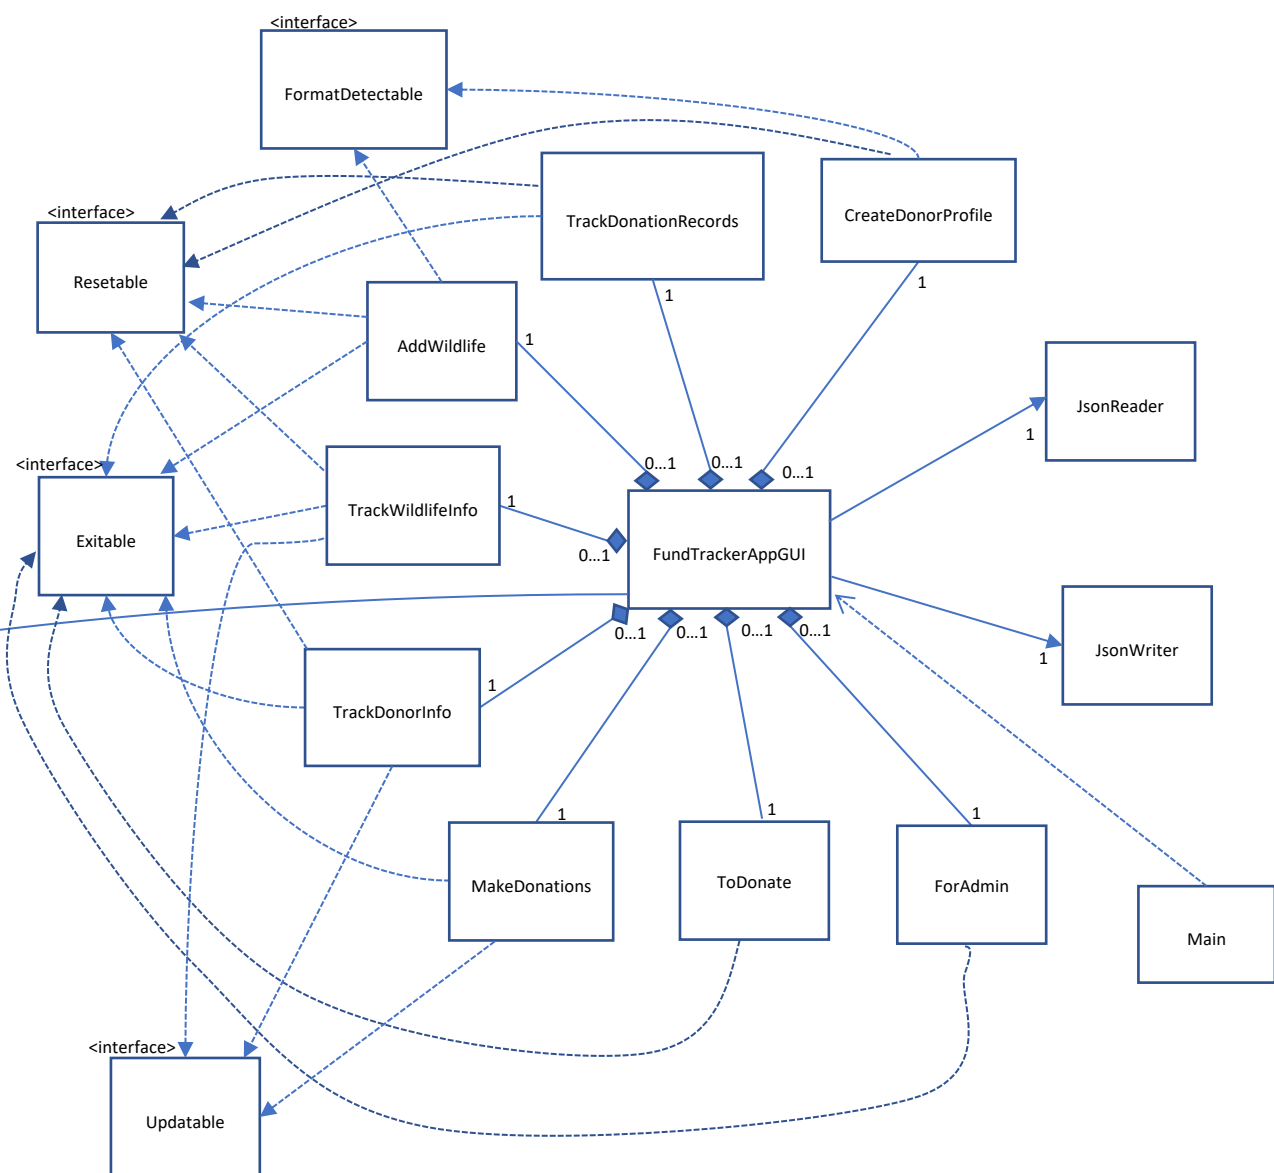 <interface>
FormatDetectable
<interface>
Resetable
TrackDonationRecords
CreateDonorProfile
1
1
AddWildlife
1
JsonReader
1
<interface>
Exitable
TrackWildlifeInfo
1
0...1
0...1
0...1
0...1
FundTrackerAppGUI
0...1
0...1
0...1
0...1
JsonWriter
1
TrackDonorInfo
1
1
1
1
MakeDonations
ToDonate
ForAdmin
Main
<interface>
Updatable